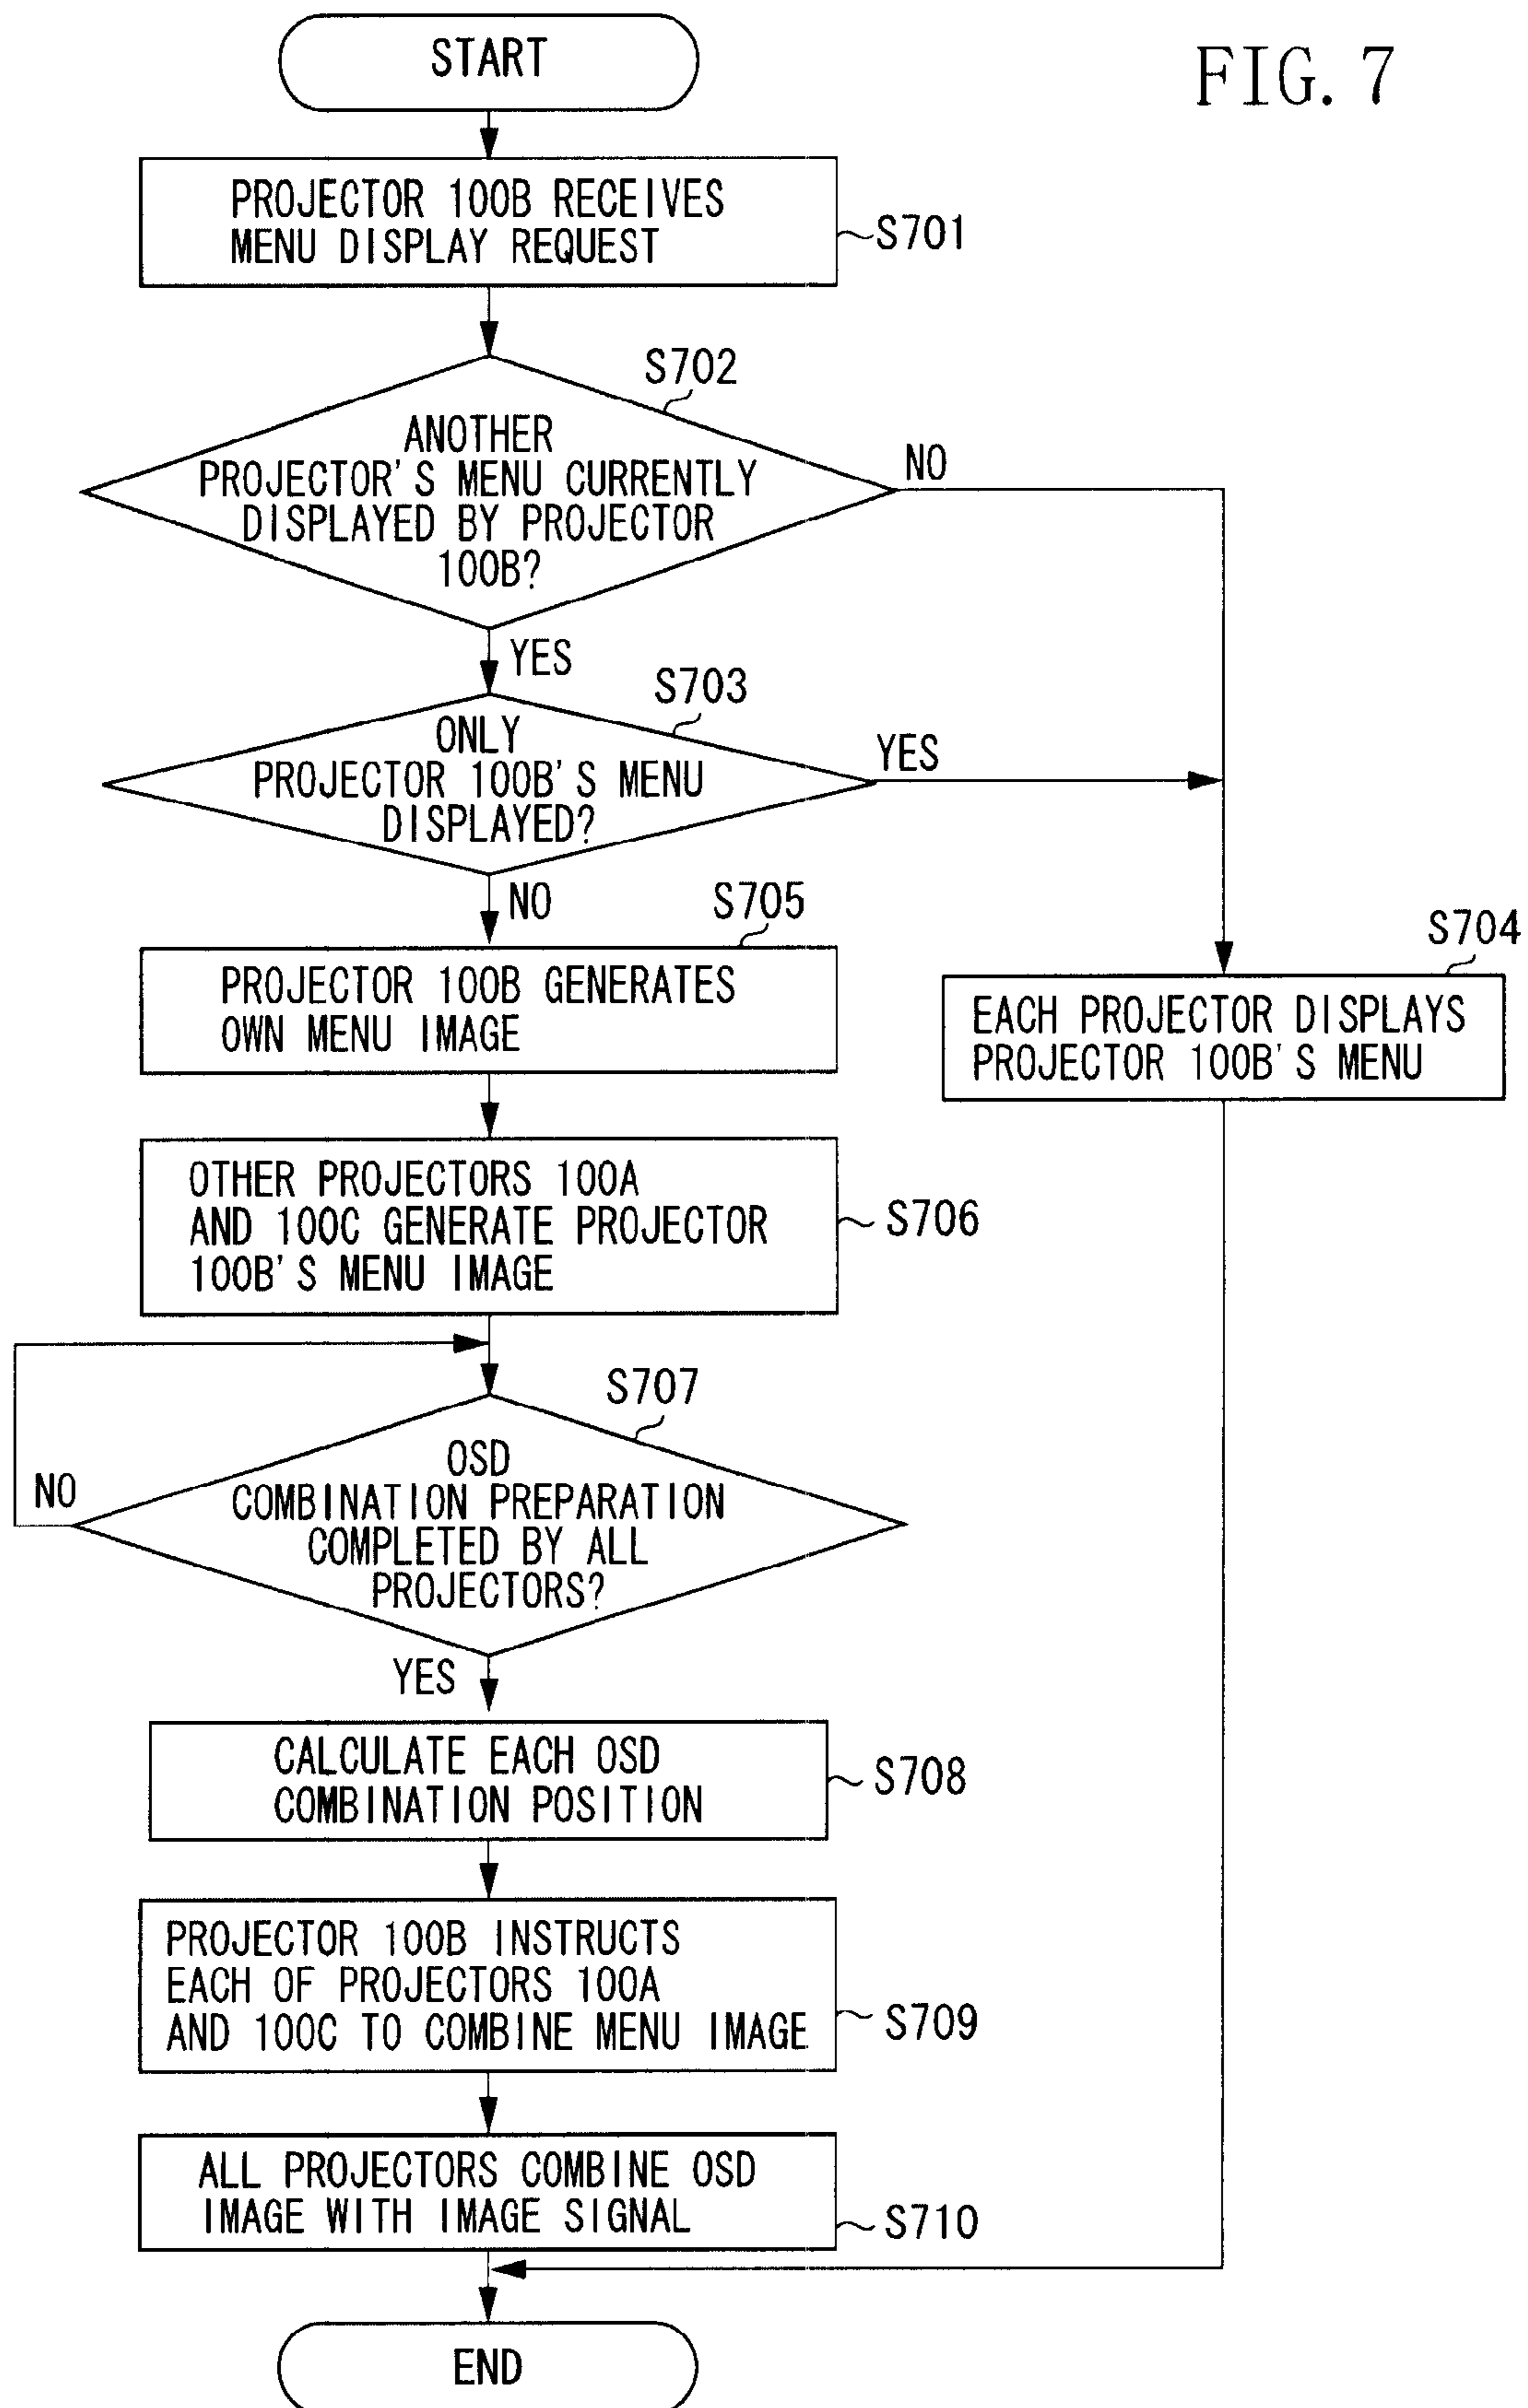 FIG. 7
START
PROJECTOR 100B RECEIVES
MENU DISPLAY REQUEST
S701
S702
ANOTHER
PROJECTOR'S MENU CURRENTLY
DISPLAYED BY PROJECTOR
100B?
NO
YES
S703
ONLY
PROJECTOR 100B'S MENU
DISPLAYED?
YES
NO
S705
PROJECTOR 100B GENERATES
OWN MENU IMAGE
S704
EACH PROJECTOR DISPLAYS
PROJECTOR 100B'S MENU
OTHER PROJECTORS 100A
AND 100C GENERATE PROJECTOR
100B'S MENU IMAGE
S706
S707
OSD
COMBINATION PREPARATION
COMPLETED BY ALL
PROJECTORS?
NO
YES
CALCULATE EACH OSD
COMBINATION POSITION
S708
PROJECTOR 100B INSTRUCTS
EACH OF PROJECTORS 100A
AND 100C TO COMBINE MENU IMAGE
S709
ALL PROJECTORS COMBINE OSD
IMAGE WITH IMAGE SIGNAL
S710
END